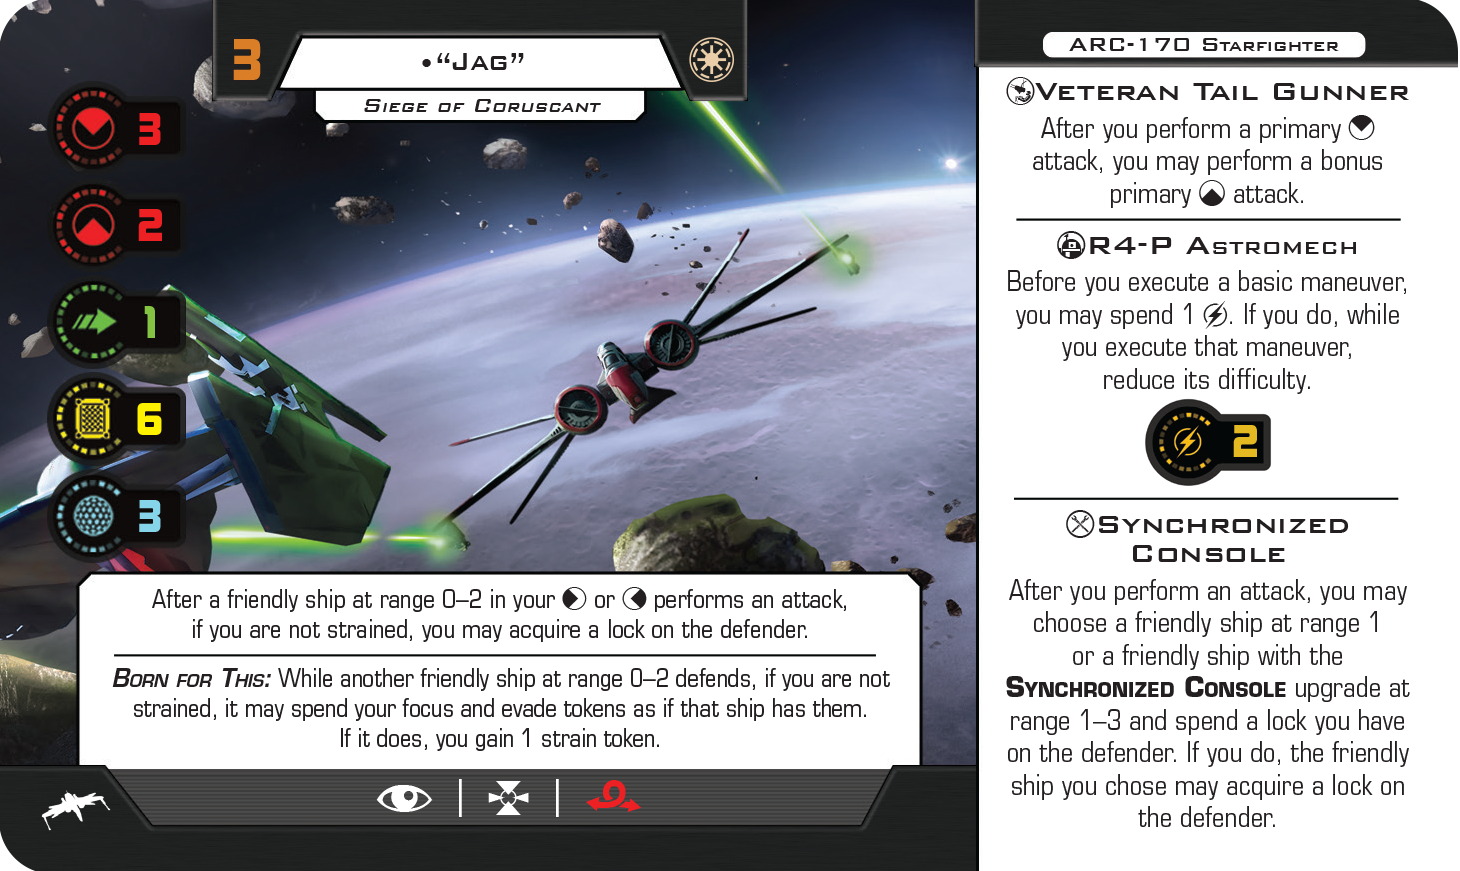 3
•“Jag”
Siege of Coruscant
3
2
1
6
3
After a friendly ship at range 0–2 in your or performs an attack,
if you are not strained, you may acquire a lock on the defender.
Born for This: While another friendly ship at range 0–2 defends, if you are not
strained, it may spend your focus and evade tokens as if that ship has them.
If it does, you gain 1 strain token.
ARC-170 Starfighter
Veteran Tail Gunner
After you perform a primary
attack, you may perform a bonus
primary attack.
R4-P Astromech
Before you execute a basic maneuver,
you may spend 1 . If you do, while
you execute that maneuver,
reduce its difficulty.
2
Synchronized
Console
After you perform an attack, you may
choose a friendly ship at range 1
or a friendly ship with the
Synchronized Console upgrade at
range 1–3 and spend a lock you have
on the defender. If you do, the friendly
ship you chose may acquire a lock on
the defender.